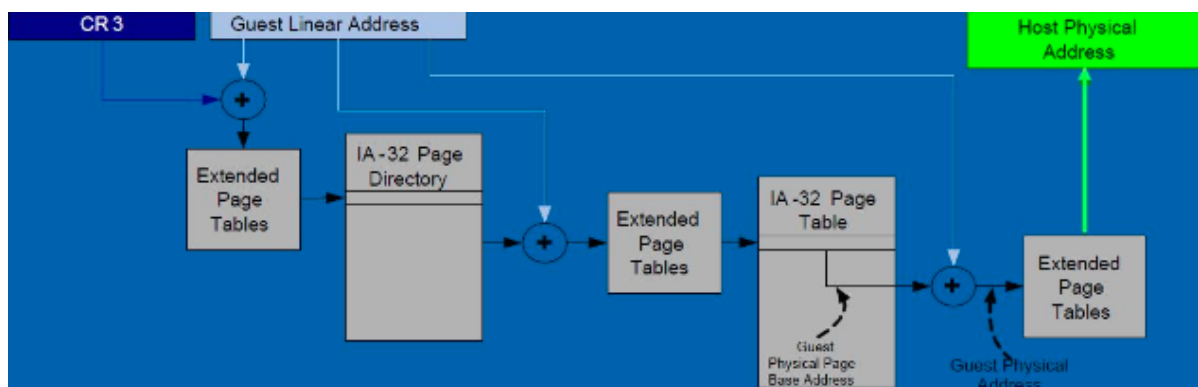 CR 3
Guest Linear Address
Host Physical
Address
+
Extended
Page
Tables
IA-32 Page
Directory
+
Extended
Page
Tables
IA-32 Page
Table
Guest
Physical Page
Base Address
+
Guest Physical
Address
Extended
Page
Tables